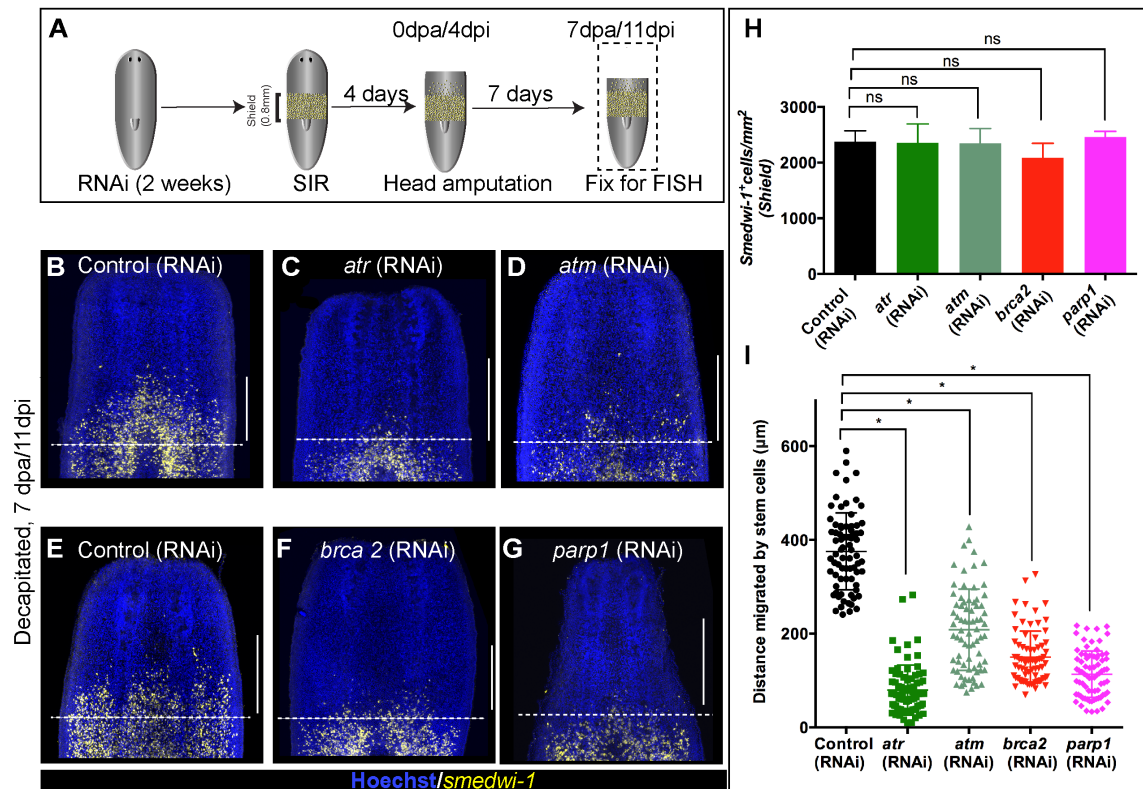 A
0dpa/4dpi
7dpa/11dpi
Shield
(0.8mm)
4 days
7 days
RNAi (2 weeks)
SIR
Head amputation
Fix for FISH
Decapitated, 7 dpa/11dpi
B
Control (RNAi)
C
atr (RNAi)
D
atm (RNAi)
E
Control (RNAi)
F
brca 2 (RNAi)
G
parp1 (RNAi)
Hoechst/smedwi-1
H
ns
ns
ns
ns
Smedwi-1+cells/mm2
(Shield)
3000
2000
1000
0
Control
(RNAi)
atr
(RNAi)
atm
(RNAi)
brca2
(RNAi)
parp1
(RNAi)
I
*
*
*
*
Distance migrated by stem cells (µm)
600
400
200
0
Control
(RNAi)
atr
(RNAi)
atm
(RNAi)
brca2
(RNAi)
parp1
(RNAi)